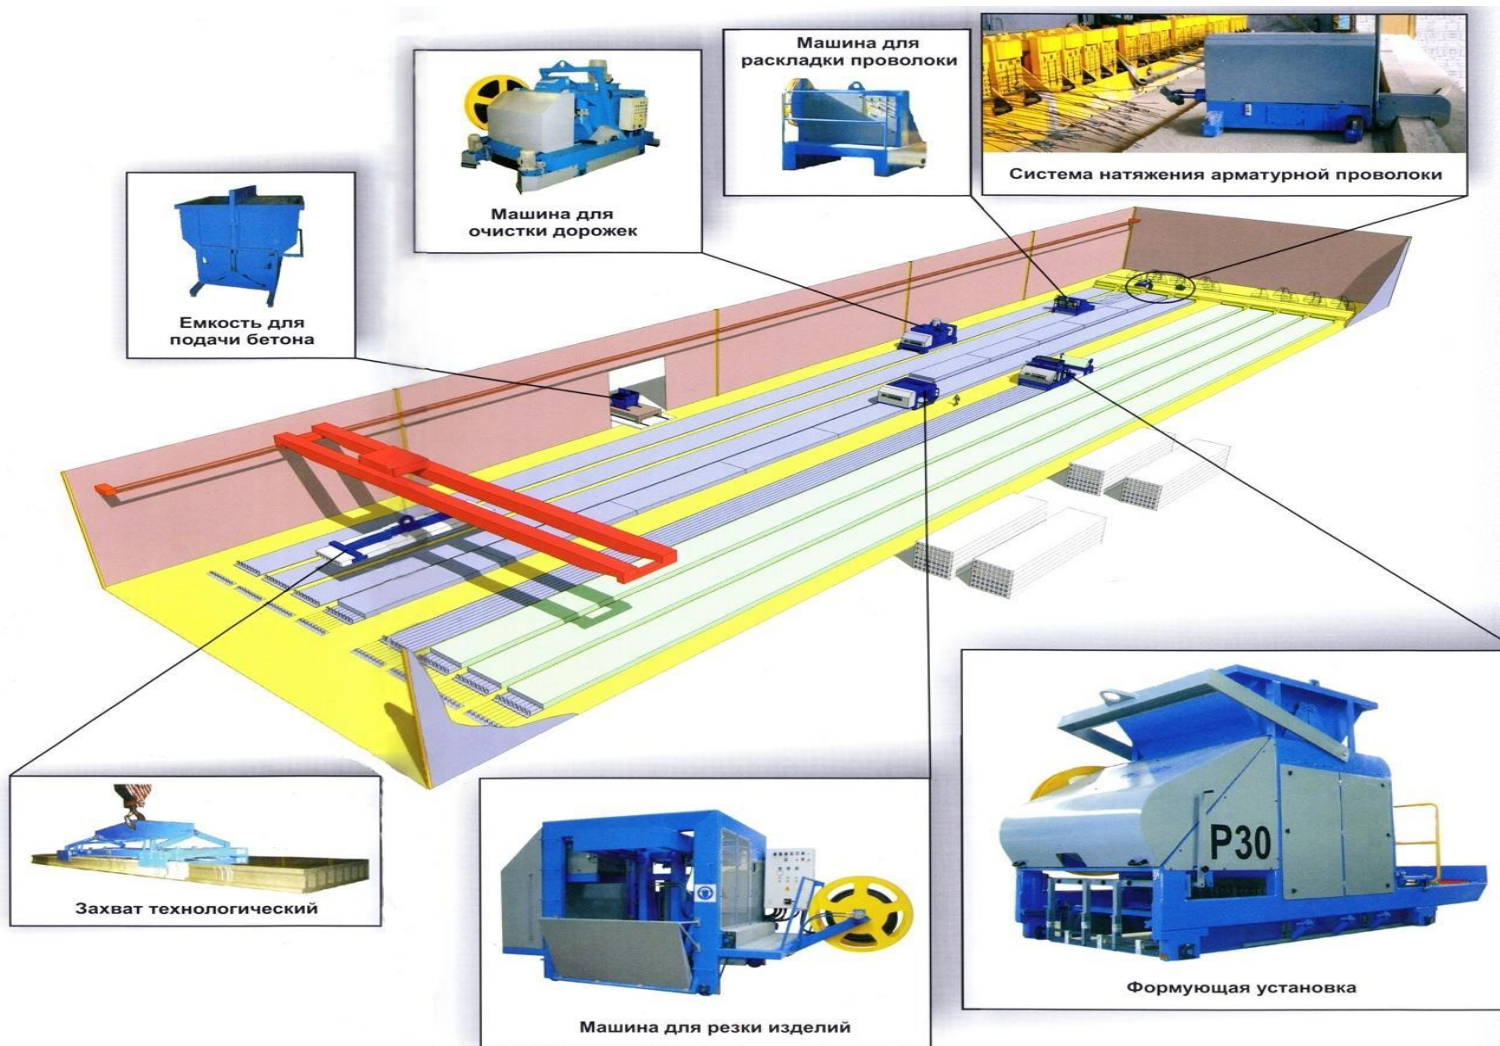 Машина для
раскладки проволоки
Система натяжения арматурной проволоки
Машина для
очистки дорожек
Емкость для
подачи бетона
Захват технологический
Машина для резки изделий
P30
Формующая установка